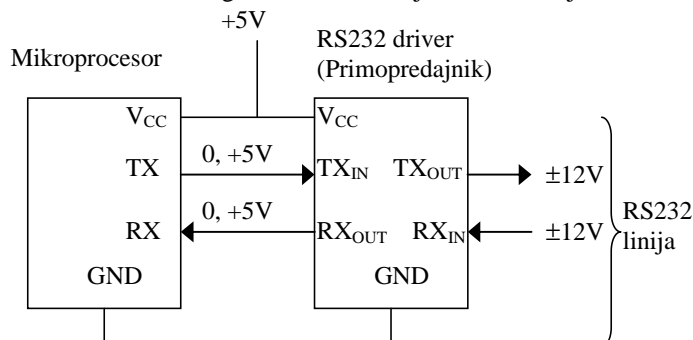 +5V
RS232 driver
(Primopredajnik)
Mikroprocesor
VCC
VCC
TX
0, +5V
TXIN
TXOUT
±12V
RX
0, +5V
RXOUT
RXIN
±12V
RS232
linija
GND
GND